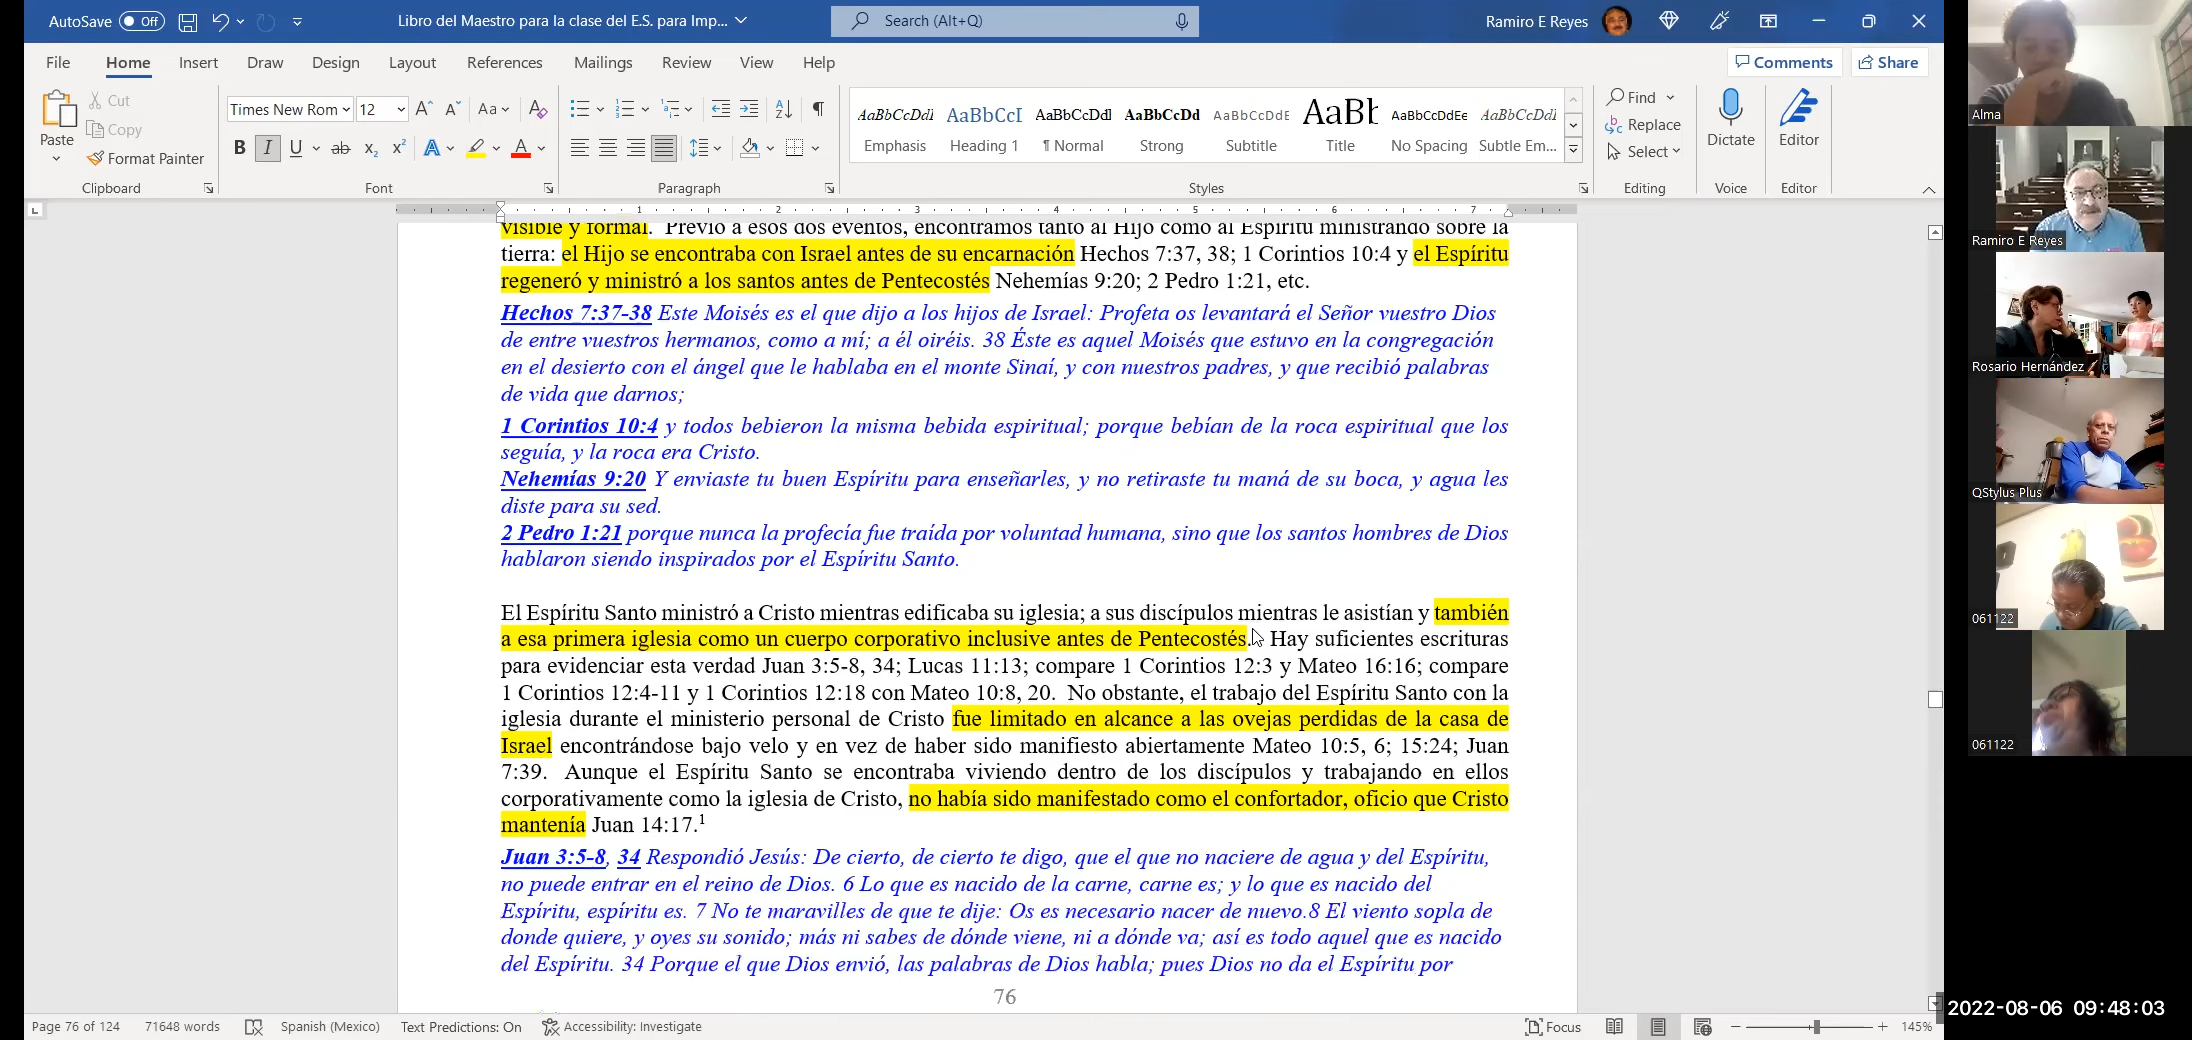 AutoSave Off Libro del Maestro para la clase del E.S. para Imp... Search (Alt+Q) Ramiro E Reyes
File Home Insert Draw Design Layout References Mailings Review View Help Comments Share
Paste Cut Copy Format Painter Clipboard
Times New Rom 12 Aa
B I U ab x₂ x² A A Font
Paragraph
AaBbCcDdI AaBbCcI AaBbCcDdI AaBbCcDd AaBbCcDdE AaBb AaBbCcDdEe AaBbCcDdI
Emphasis Heading 1 ¶ Normal Strong Subtitle Title No Spacing Subtle Em...
Styles
Find Replace Select Editing
Dictate Voice
Editor Editor
1 2 3 4 5 6 7
visible y formal. Previo a esos dos eventos, encontramos tanto al Hijo como al Espíritu ministrando sobre la
tierra: el Hijo se encontraba con Israel antes de su encarnación Hechos 7:37, 38; 1 Corintios 10:4 y el Espíritu
regeneró y ministró a los santos antes de Pentecostés Nehemías 9:20; 2 Pedro 1:21, etc.
Hechos 7:37-38 Este Moisés es el que dijo a los hijos de Israel: Profeta os levantará el Señor vuestro Dios
de entre vuestros hermanos, como a mí; a él oiréis. 38 Éste es aquel Moisés que estuvo en la congregación
en el desierto con el ángel que le hablaba en el monte Sinaí, y con nuestros padres, y que recibió palabras
de vida que darnos;
1 Corintios 10:4 y todos bebieron la misma bebida espiritual; porque bebían de la roca espiritual que los
seguía, y la roca era Cristo.
Nehemías 9:20 Y enviaste tu buen Espíritu para enseñarles, y no retiraste tu maná de su boca, y agua les
diste para su sed.
2 Pedro 1:21 porque nunca la profecía fue traída por voluntad humana, sino que los santos hombres de Dios
hablaron siendo inspirados por el Espíritu Santo.
El Espíritu Santo ministró a Cristo mientras edificaba su iglesia; a sus discípulos mientras le asistían y también
a esa primera iglesia como un cuerpo corporativo inclusive antes de Pentecostés. Hay suficientes escrituras
para evidenciar esta verdad Juan 3:5-8, 34; Lucas 11:13; compare 1 Corintios 12:3 y Mateo 16:16; compare
1 Corintios 12:4-11 y 1 Corintios 12:18 con Mateo 10:8, 20. No obstante, el trabajo del Espíritu Santo con la
iglesia durante el ministerio personal de Cristo fue limitado en alcance a las ovejas perdidas de la casa de
Israel encontrándose bajo velo y en vez de haber sido manifiesto abiertamente Mateo 10:5, 6; 15:24; Juan
7:39. Aunque el Espíritu Santo se encontraba viviendo dentro de los discípulos y trabajando en ellos
corporativamente como la iglesia de Cristo, no había sido manifestado como el confortador, oficio que Cristo
mantenía Juan 14:17.¹
Juan 3:5-8, 34 Respondió Jesús: De cierto, de cierto te digo, que el que no naciere de agua y del Espíritu,
no puede entrar en el reino de Dios. 6 Lo que es nacido de la carne, carne es; y lo que es nacido del
Espíritu, espíritu es. 7 No te maravilles de que te dije: Os es necesario nacer de nuevo.8 El viento sopla de
donde quiere, y oyes su sonido; más ni sabes de dónde viene, ni a dónde va; así es todo aquel que es nacido
del Espíritu. 34 Porque el que Dios envió, las palabras de Dios habla; pues Dios no da el Espíritu por
76
Page 76 of 124 71648 words Spanish (Mexico) Text Predictions: On Accessibility: Investigate Focus 145%
Alma
Ramiro E Reyes
Rosario Hernández
QStylus Plus
061122
061122
2022-08-06 09:48:03